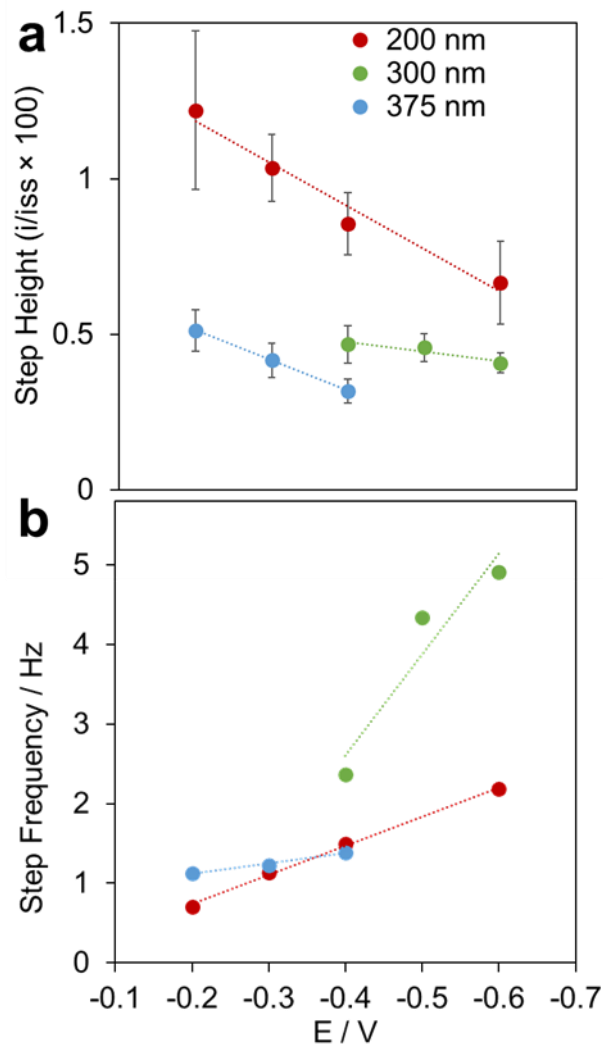 a
Step Height (i/iss × 100)
1.5
1
0.5
0
200 nm
300 nm
375 nm
b
Step Frequency / Hz
5
4
3
2
1
0
-0.1 -0.2 -0.3 -0.4 -0.5 -0.6 -0.7
E / V